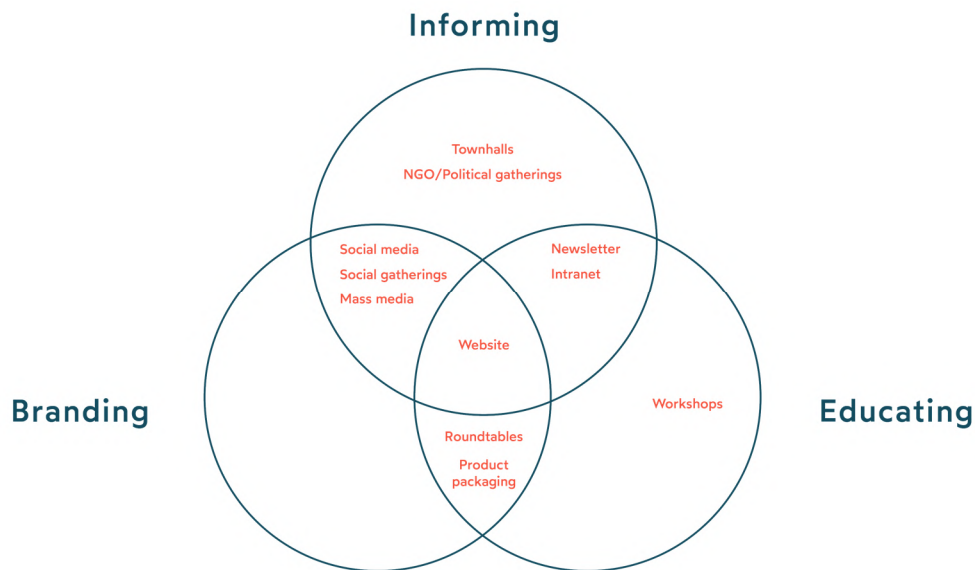 Informing
Townhalls
NGO/Political gatherings
Social media
Social gatherings
Mass media
Newsletter
Intranet
Website
Branding
Workshops
Educating
Roundtables
Product
packaging